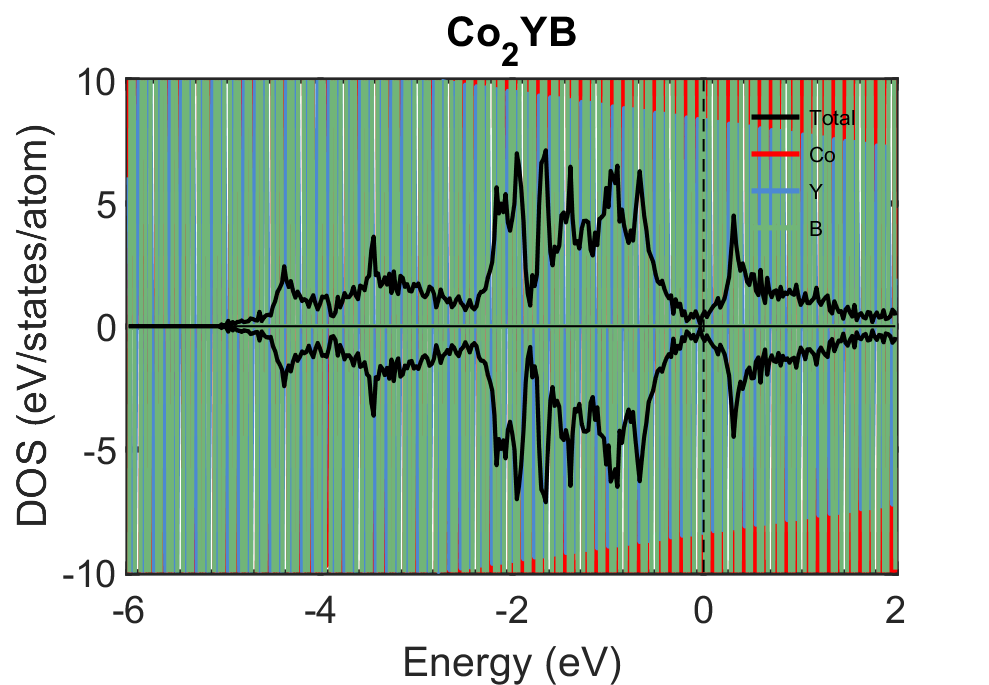 Co₂YB
DOS (eV/states/atom)
10
5
0
-5
-10
Total
Co
Y
B
-6
-4
-2
0
2
Energy (eV)